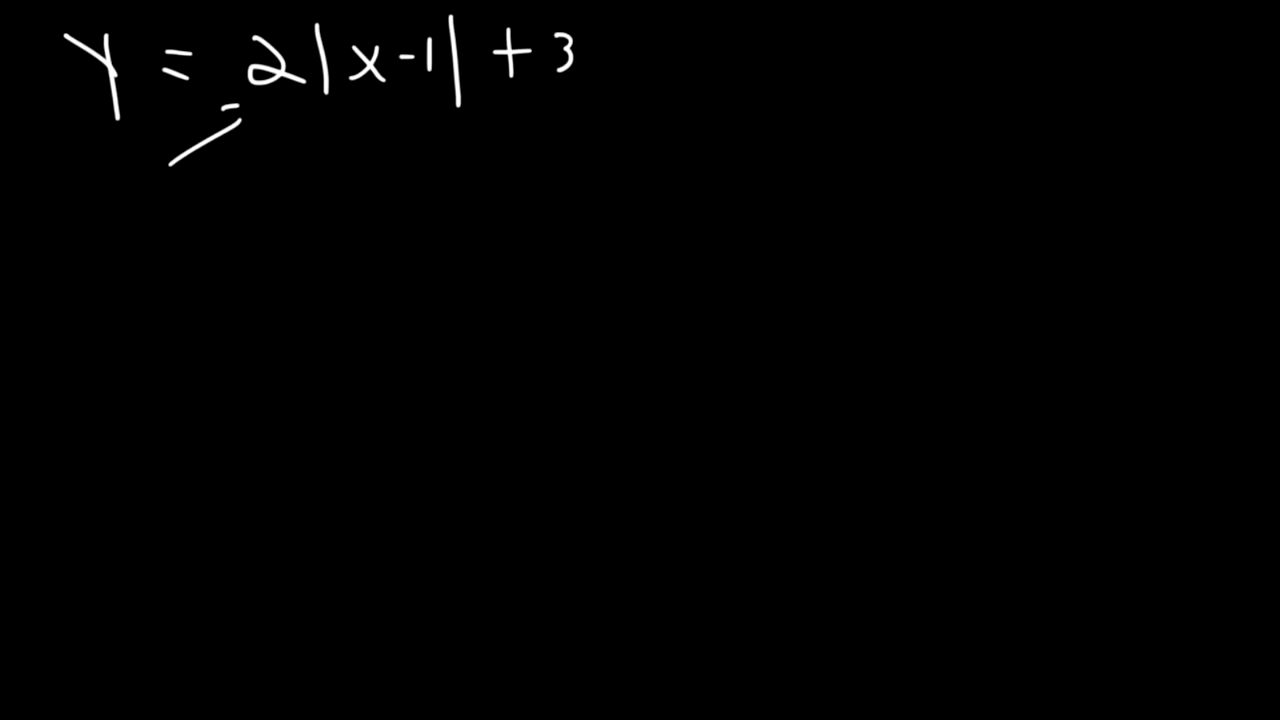 y = 2|x-1| + 3